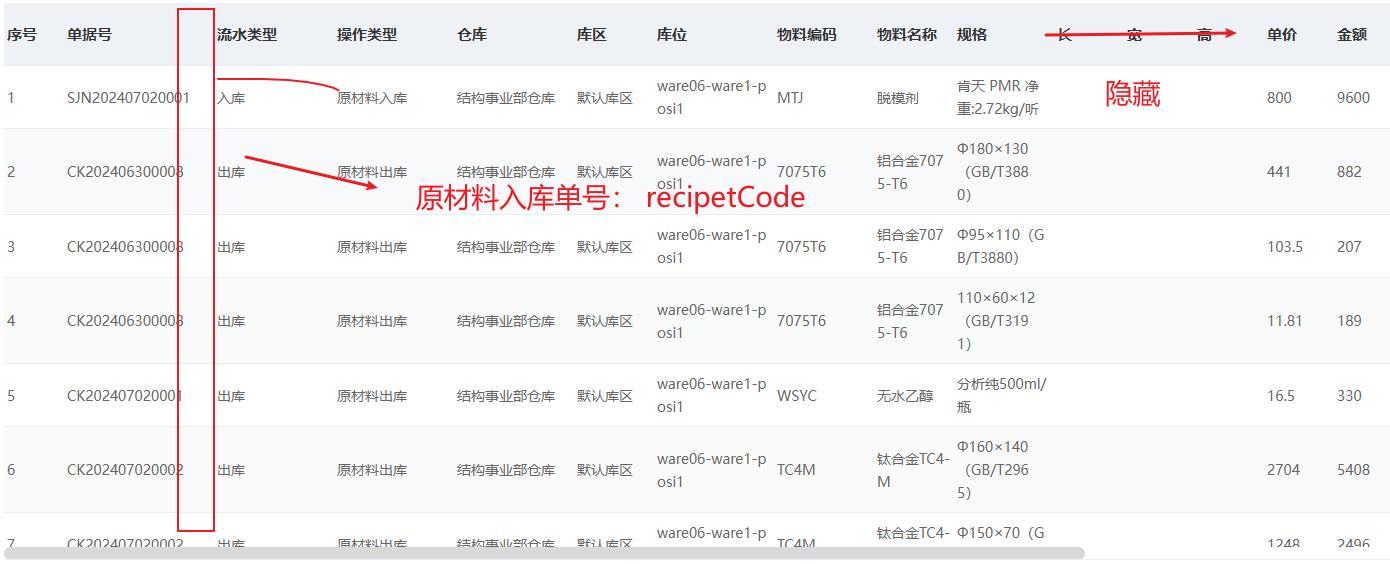 序号 单据号 流水类型 操作类型 仓库 库区 库位 物料编码 物料名称 规格 长 宽 高 单价 金额
隐藏
1 SJN202407020001 入库 原材料入库 结构事业部仓库 默认库区 ware06-ware1-p MTJ 脱模剂 肯天 PMR 净 800 9600
osi1 重:2.72kg/听
2 CK202406300008 出库 原材料出库 结构事业部仓库 默认库区 ware06-ware1-p 7075T6 铝合金707 Φ180×130 441 882
osi1 5-T6 （GB/T388
0）
原材料入库单号： recipetCode
3 CK202406300008 出库 原材料出库 结构事业部仓库 默认库区 ware06-ware1-p 7075T6 铝合金707 Φ95×110（G 103.5 207
osi1 5-T6 B/T3880）
4 CK202406300008 出库 原材料出库 结构事业部仓库 默认库区 ware06-ware1-p 7075T6 铝合金707 110×60×12 11.81 189
osi1 5-T6 （GB/T319
1）
5 CK202407020001 出库 原材料出库 结构事业部仓库 默认库区 ware06-ware1-p WSYC 无水乙醇 分析纯500ml/ 16.5 330
osi1 瓶
6 CK202407020002 出库 原材料出库 结构事业部仓库 默认库区 ware06-ware1-p TC4M 钛合金TC4- Φ160×140 2704 5408
osi1 M （GB/T296
5）
7 CK202407020002 出库 原材料出库 结构事业部仓库 默认库区 ware06-ware1-p TC4M 钛合金TC4- Φ150×70（G 1248 2496